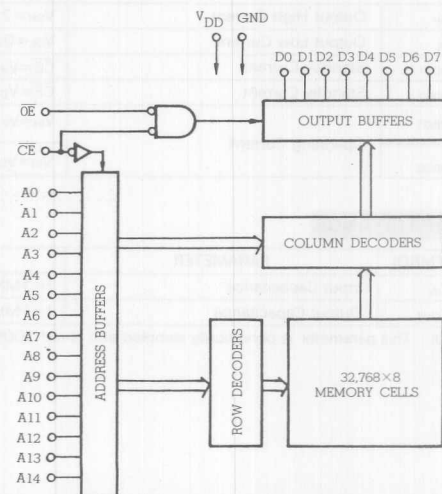 V_DD GND
D0 D1 D2 D3 D4 D5 D6 D7
OE
OUTPUT BUFFERS
CE
A0
A1
A2
A3
A4
A5
A6
A7
A8
A9
A10
A11
A12
A13
A14
ADDRESS BUFFERS
COLUMN DECODERS
ROW DECODERS
32,768×8
MEMORY CELLS